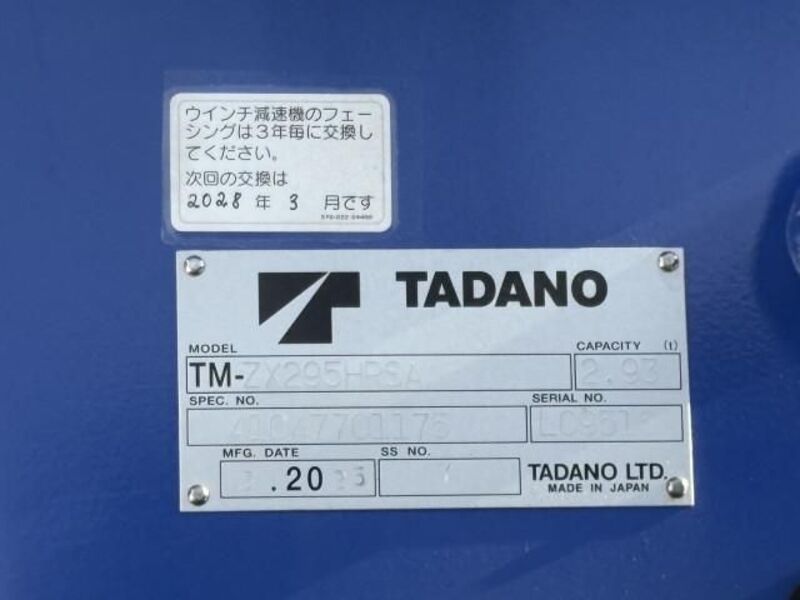 ウインチ減速機のフェー
シングは3年毎に交換し
てください。
次回の交換は
2028 年 3 月です
TADANO
MODEL
CAPACITY (t)
TM-ZX295HRSA
2.93
SPEC. NO.
SERIAL NO.
MFG. DATE
SS NO.
.20
TADANO LTD.
MADE IN JAPAN